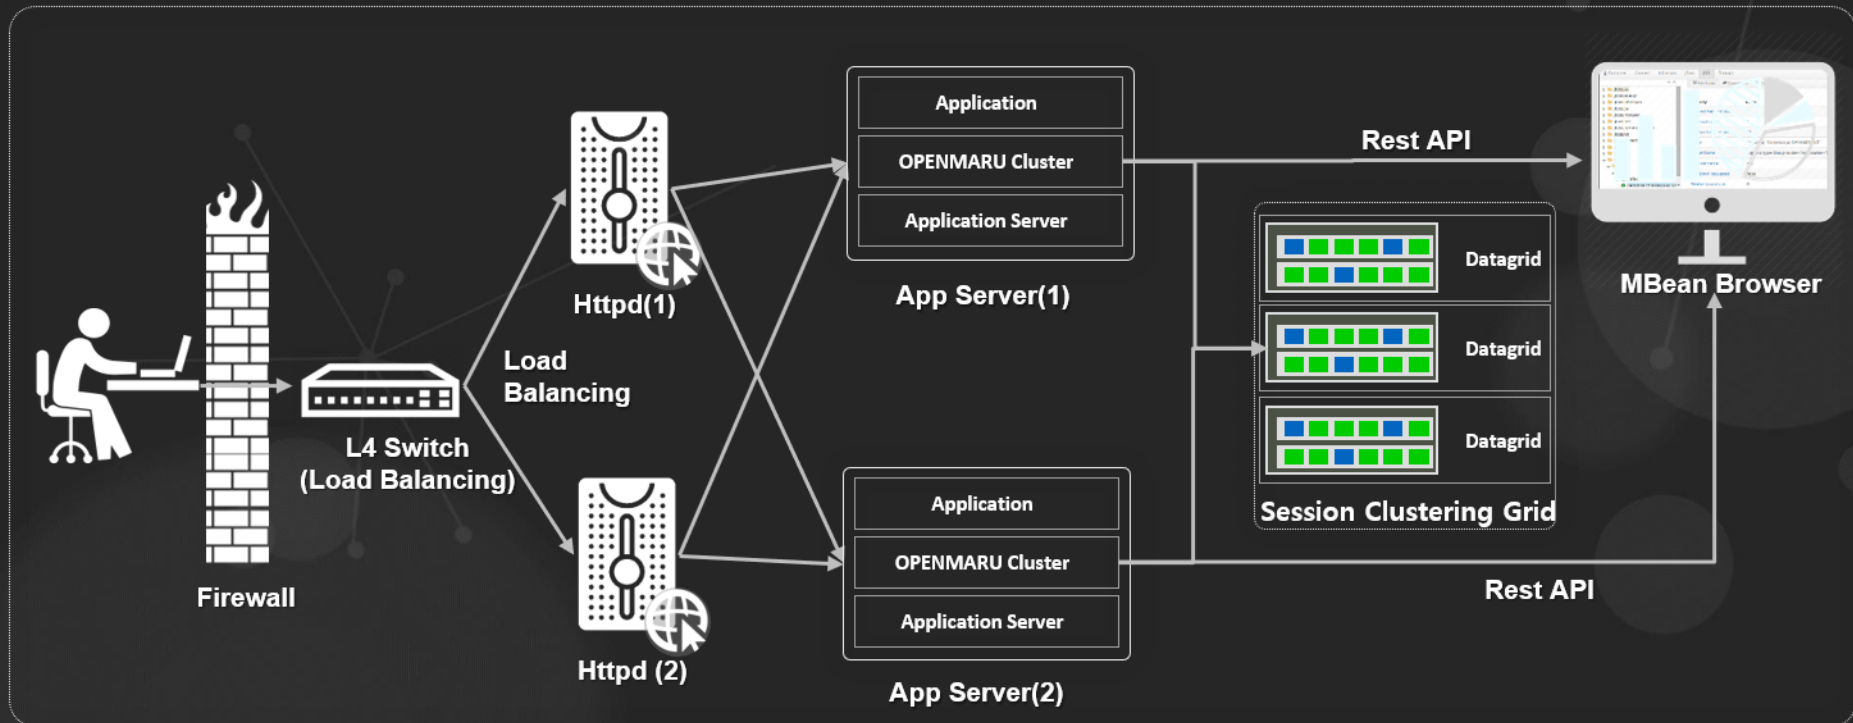 Firewall
L4 Switch
(Load Balancing)
Load
Balancing
Httpd(1)
Httpd (2)
Application
OPENMARU Cluster
Application Server
App Server(1)
Application
OPENMARU Cluster
Application Server
App Server(2)
Rest API
Datagrid
Datagrid
Datagrid
Session Clustering Grid
Rest API
MBean Browser